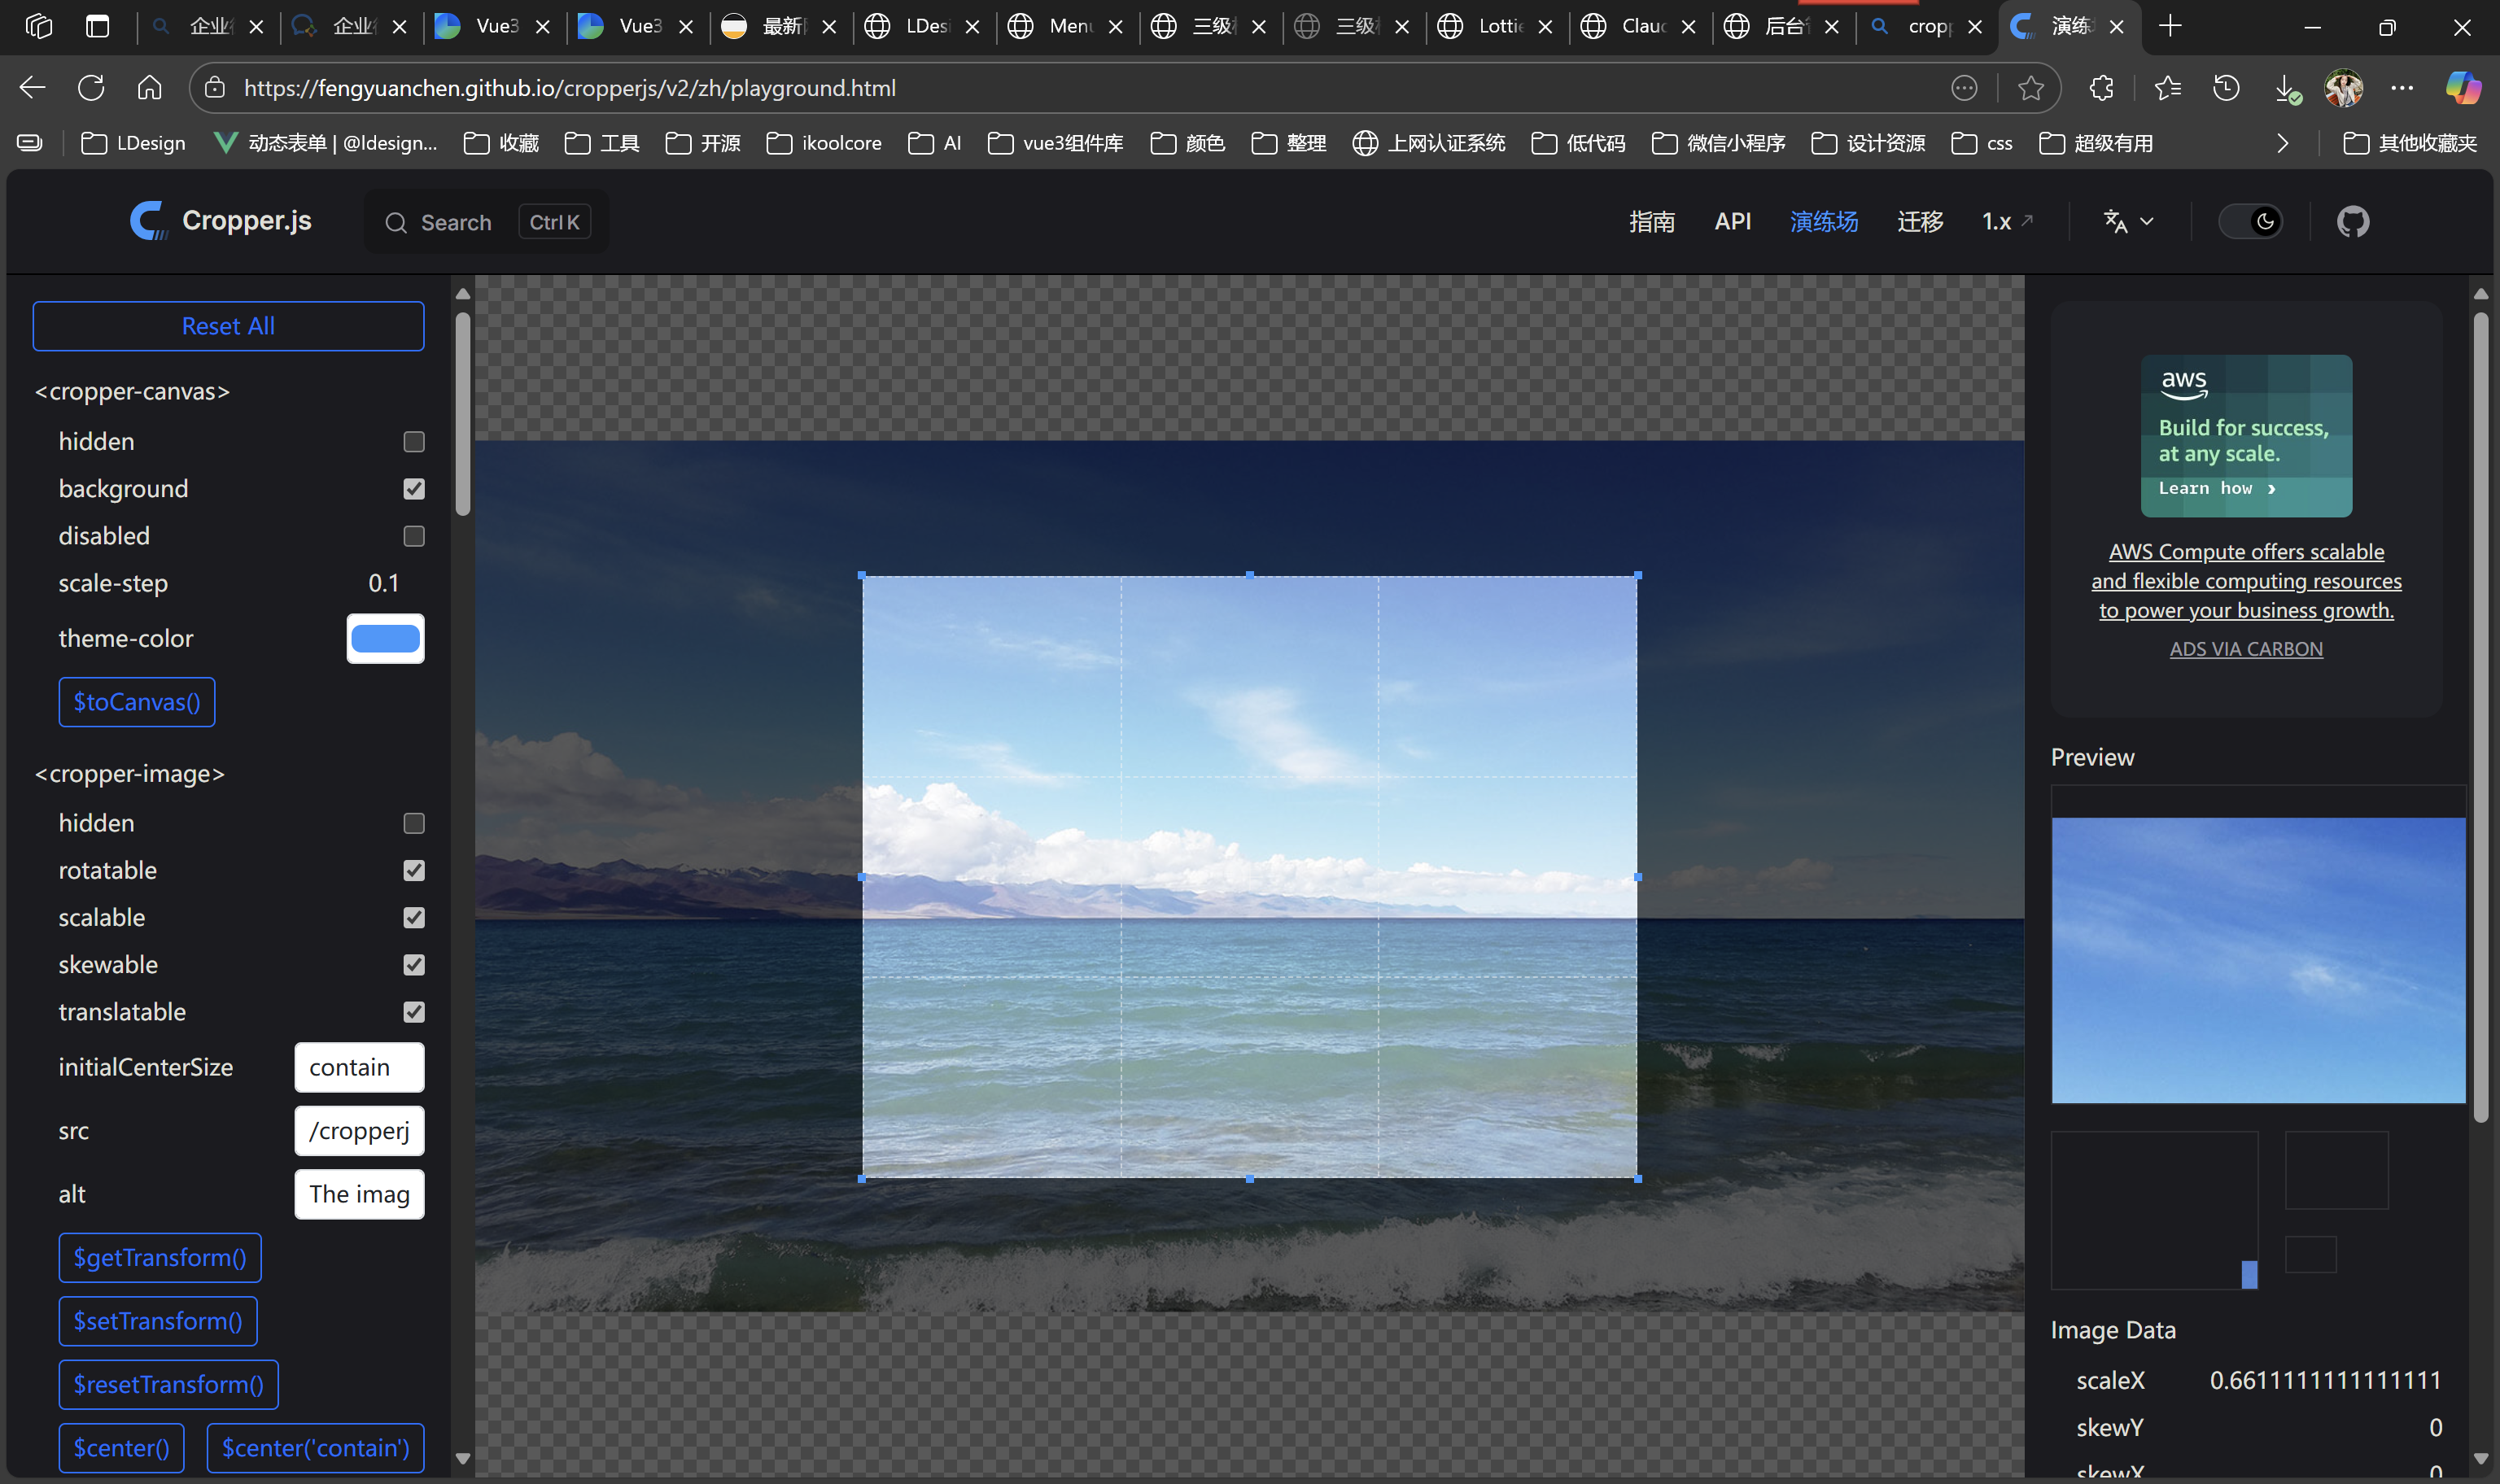 企业
企业
Vue3
Vue3
最新
LDesi
Menu
三级
三级
Lottie
Claud
后台
cropp
演练
https://fengyuanchen.github.io/cropperjs/v2/zh/playground.html
LDesign
动态表单 | @ldesign...
收藏
工具
开源
ikoolcore
AI
vue3组件库
颜色
整理
上网认证系统
低代码
微信小程序
设计资源
css
超级有用
其他收藏夹
Cropper.js
Search
Ctrl K
指南
API
演练场
迁移
1.x
Reset All
<cropper-canvas>
hidden
background
disabled
scale-step 0.1
theme-color
$toCanvas()
<cropper-image>
hidden
rotatable
scalable
skewable
translatable
initialCenterSize contain
src /cropperj
alt The imag
$getTransform()
$setTransform()
$resetTransform()
$center() $center('contain')
aws
Build for success,
at any scale.
Learn how ›
AWS Compute offers scalable
and flexible computing resources
to power your business growth.
ADS VIA CARBON
Preview
Image Data
scaleX 0.6611111111111111
skewY 0
skewX 0